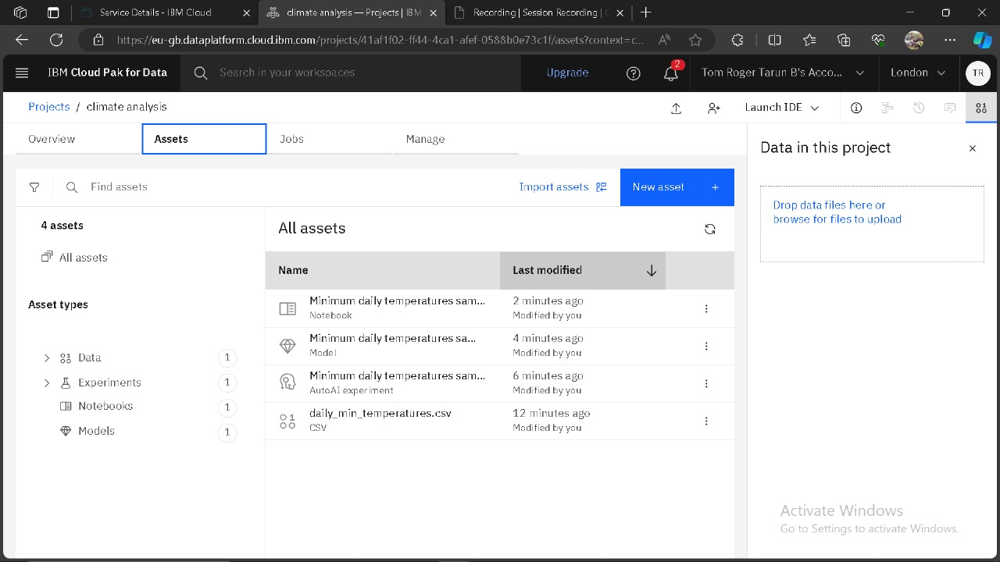 Service Details - IBM Cloud
climate analysis — Projects | IBM
Recording | Session Recording |
https://eu-gb.dataplatform.cloud.ibm.com/projects/41af1f02-ff44-4ca1-afef-0588b0e73c1f/assets?context=c...
IBM Cloud Pak for Data
Search in your workspaces
Upgrade
2
Tom Roger Tarun B's Acco...
London
TR
Projects / climate analysis
Launch IDE
Overview
Assets
Jobs
Manage
Data in this project
Find assets
Import assets
New asset +
Drop data files here or
browse for files to upload
4 assets
All assets
All assets
Asset types
Name
Last modified
Minimum daily temperatures sam...
2 minutes ago
Notebook
Modified by you
Minimum daily temperatures sa...
4 minutes ago
Model
Modified by you
Minimum daily temperatures sam...
6 minutes ago
AutoAI experiment
Modified by you
daily_min_temperatures.csv
12 minutes ago
CSV
Modified by you
Data 1
Experiments 1
Notebooks 1
Models 1
Activate Windows
Go to Settings to activate Windows.